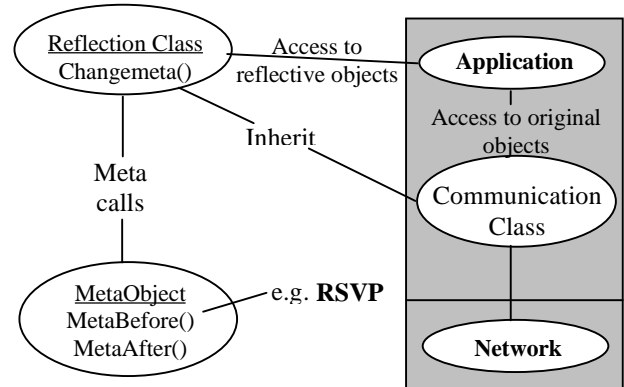 Reflection Class
Changemeta()
Access to
reflective objects
Application
Access to original
objects
Inherit
Meta
calls
Communication
Class
MetaObject
MetaBefore()
MetaAfter()
e.g. RSVP
Network